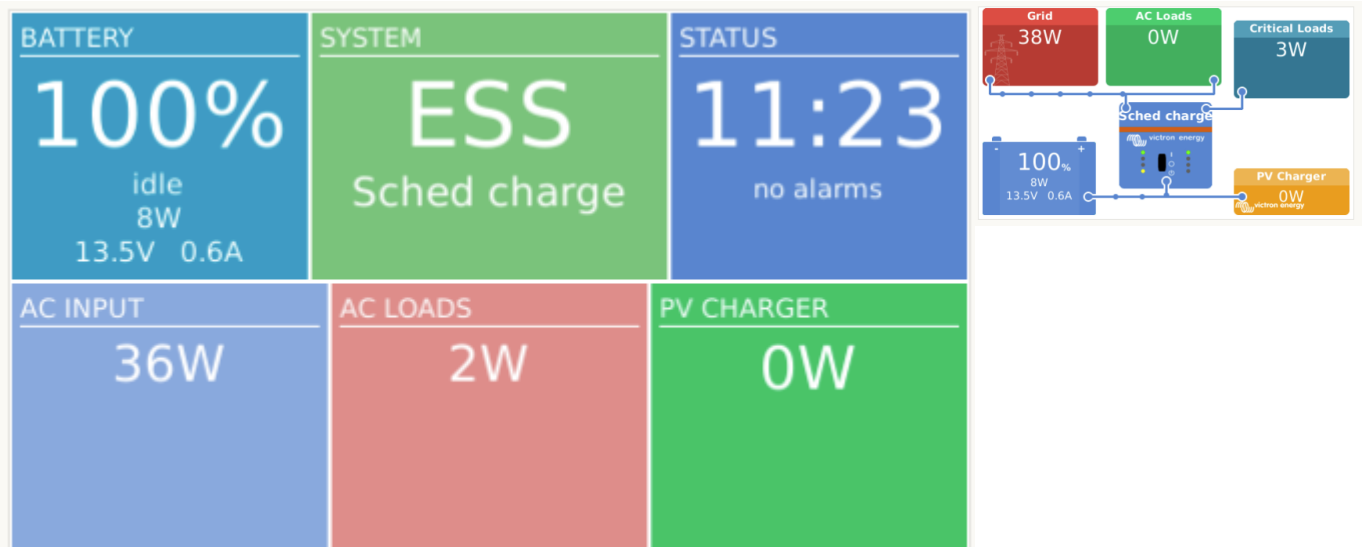 BATTERY
100%
idle
8W
13.5V 0.6A
SYSTEM
ESS
Sched charge
STATUS
11:23
no alarms
AC INPUT
36W
AC LOADS
2W
PV CHARGER
0W
Grid
38W
AC Loads
0W
Critical Loads
3W
Sched charge
victron energy
- +
100%
8W
13.5V 0.6A
PV Charger
0W
victron energy